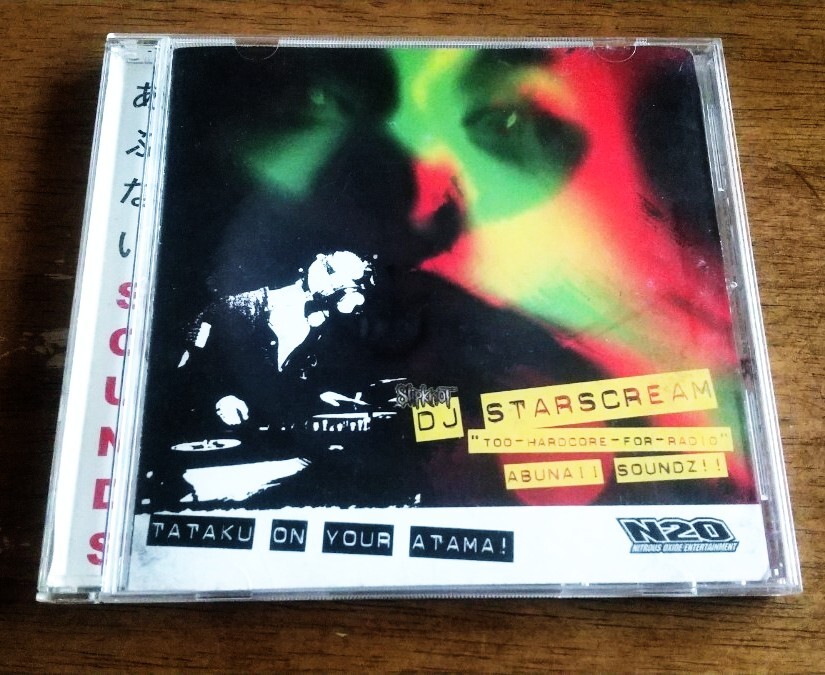 あぶない SOUNDS
SLIPKNOT
DJ STARSCREAM
"TOO-HARDCORE-FOR-RADIO"
ABUNAII SOUNDZ!!
TATAKU ON YOUR ATAMA!
N2O
NITROUS OXIDE ENTERTAINMENT